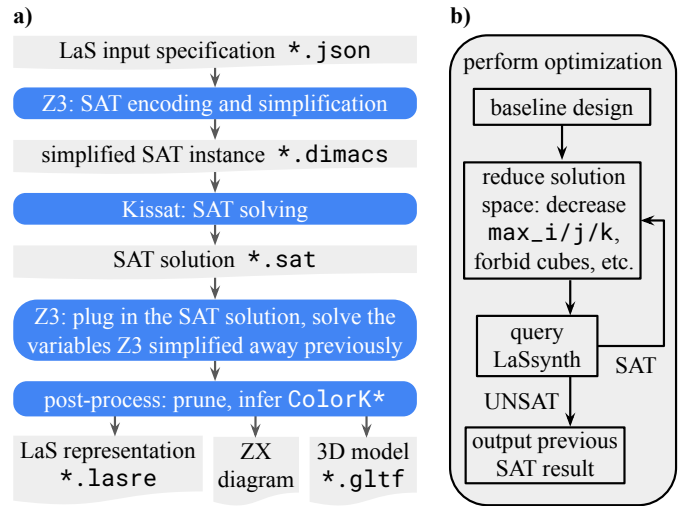 a)
LaS input specification *.json
Z3: SAT encoding and simplification
simplified SAT instance *.dimacs
Kissat: SAT solving
SAT solution *.sat
Z3: plug in the SAT solution, solve the
variables Z3 simplified away previously
post-process: prune, infer ColorK*
LaS representation
*.lasre
ZX
diagram
3D model
*.gltf
b)
perform optimization
baseline design
reduce solution
space: decrease
max_i/j/k,
forbid cubes, etc.
query
LaSsynth
SAT
UNSAT
output previous
SAT result